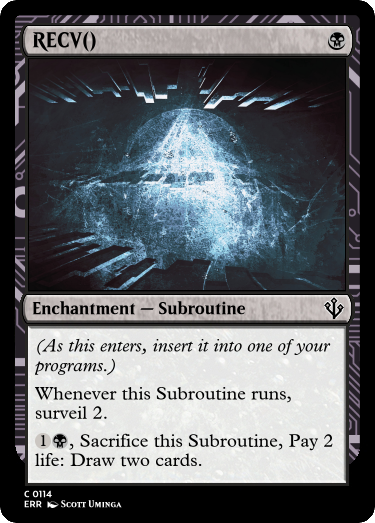 RECV()
Enchantment — Subroutine
(As this enters, insert it into one of your
programs.)
Whenever this Subroutine runs,
surveil 2.
1, Sacrifice this Subroutine, Pay 2
life: Draw two cards.
C 0114
ERR Scott Uminga